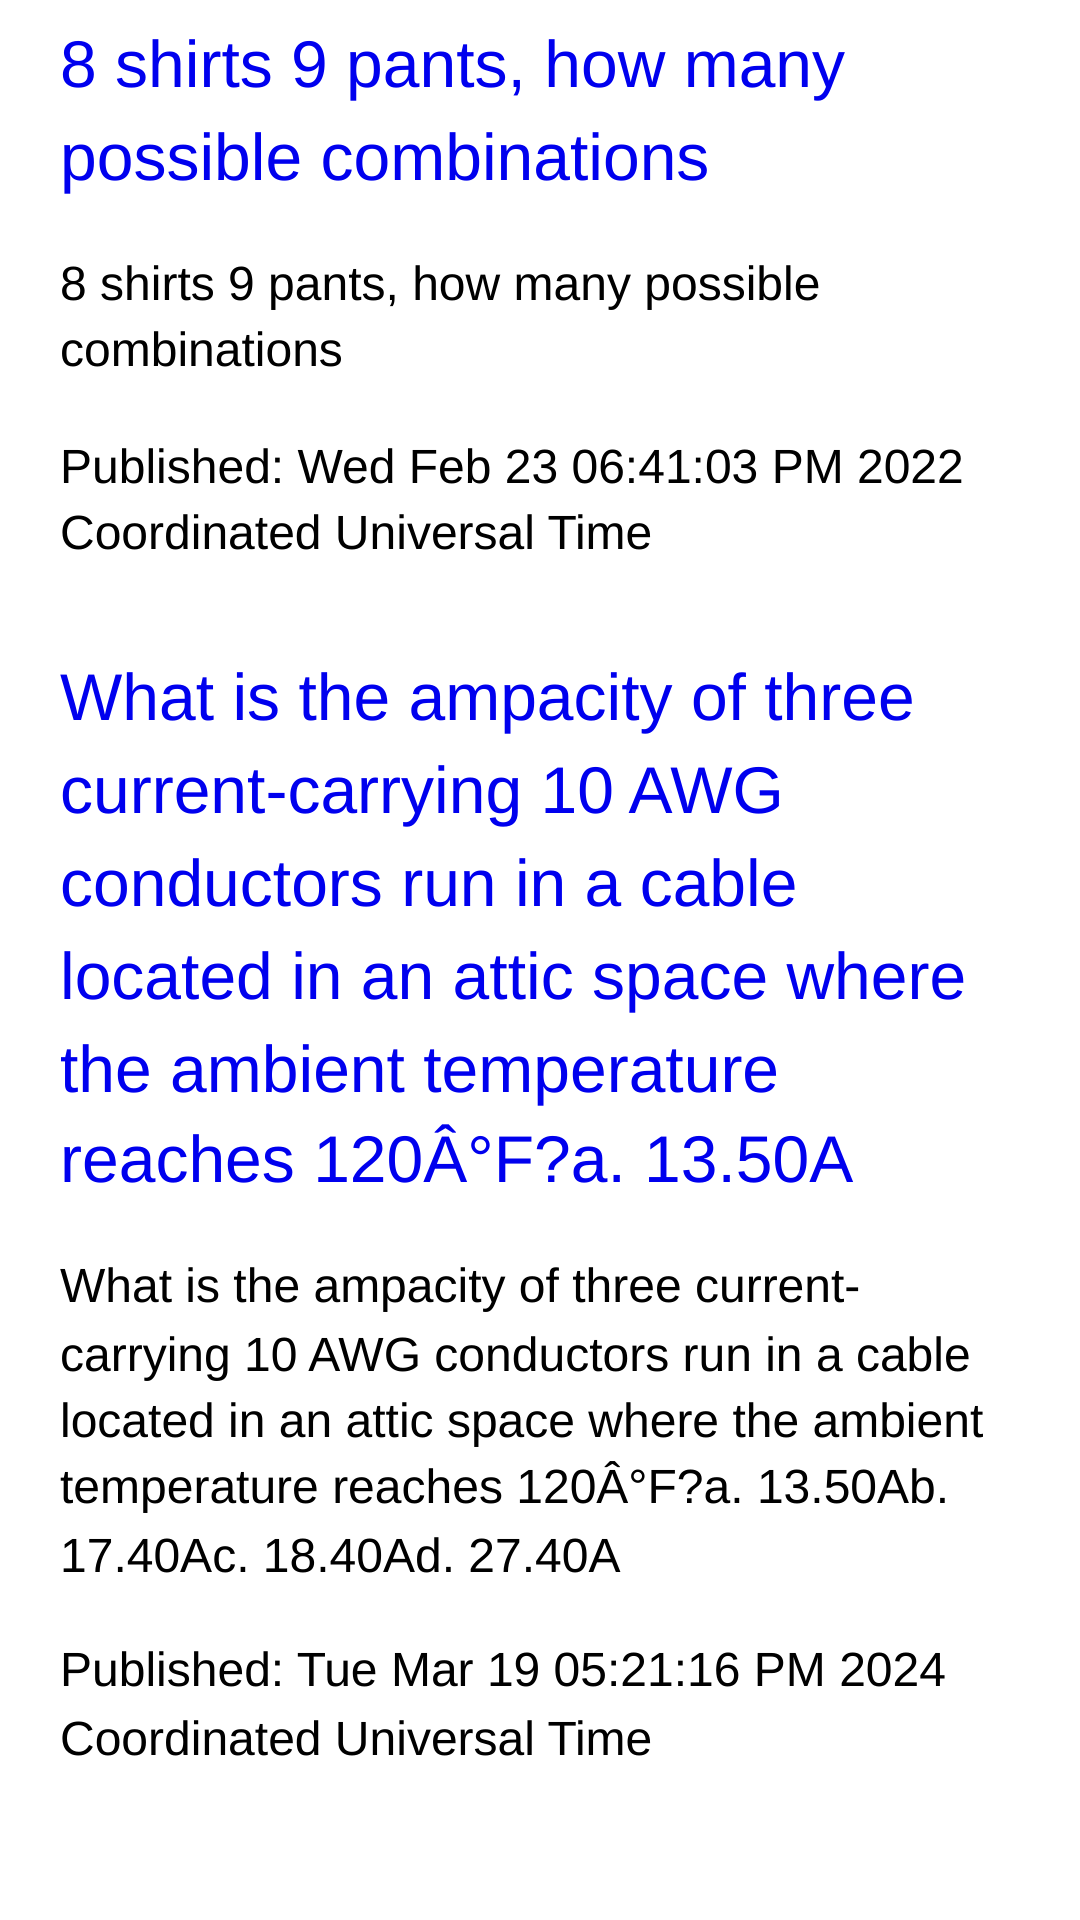 8 shirts 9 pants, how many
possible combinations
8 shirts 9 pants, how many possible
combinations
Published: Wed Feb 23 06:41:03 PM 2022
Coordinated Universal Time
What is the ampacity of three
current-carrying 10 AWG
conductors run in a cable
located in an attic space where
the ambient temperature
reaches 120Â°F?a. 13.50A
What is the ampacity of three current-
carrying 10 AWG conductors run in a cable
located in an attic space where the ambient
temperature reaches 120Â°F?a. 13.50Ab.
17.40Ac. 18.40Ad. 27.40A
Published: Tue Mar 19 05:21:16 PM 2024
Coordinated Universal Time